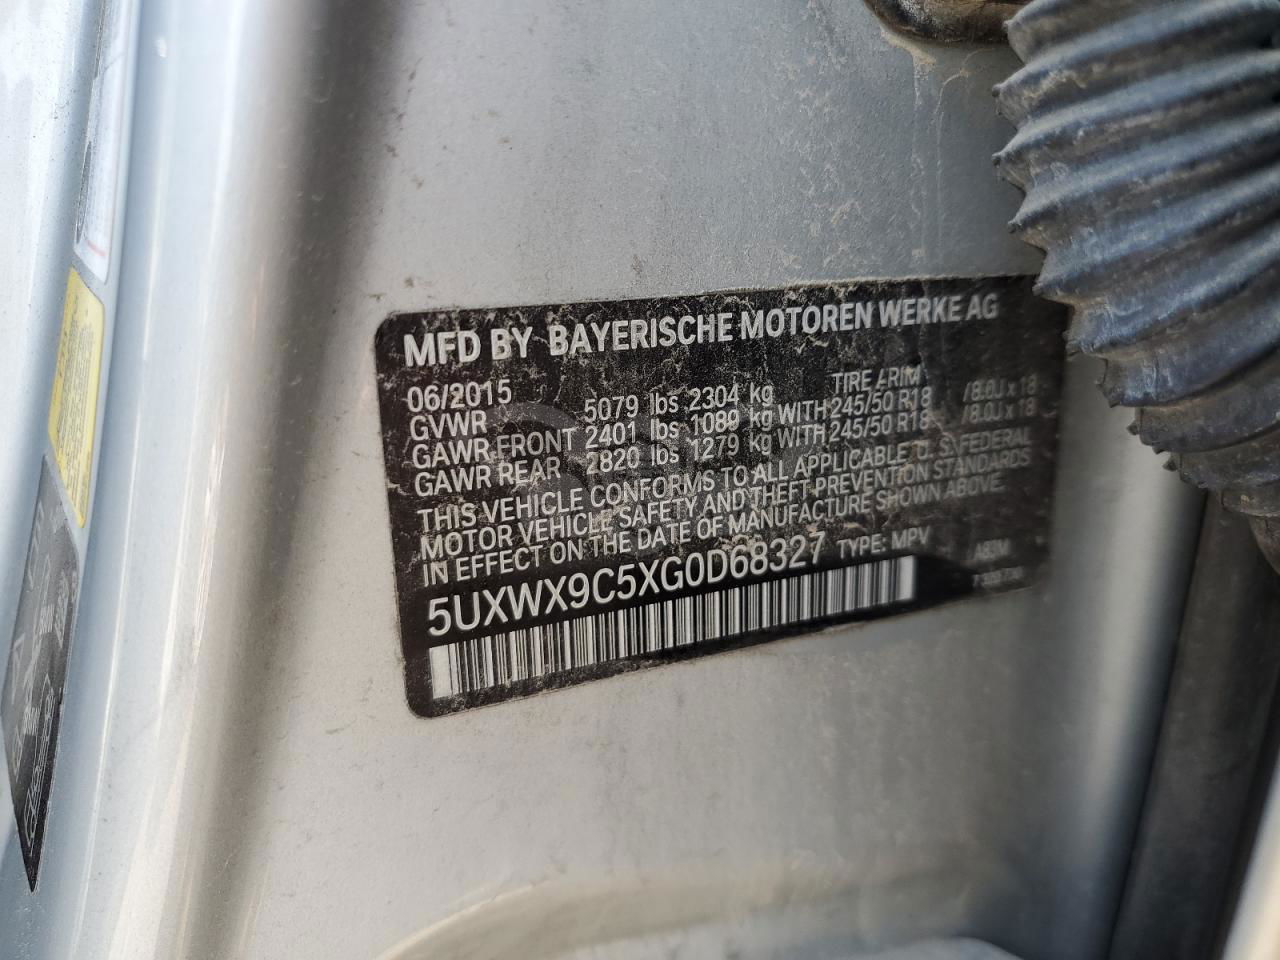 MFD BY BAYERISCHE MOTOREN WERKE AG
06/2015 TIRE / RIM
GVWR 5079 lbs 2304 kg
GAWR FRONT 2401 lbs 1089 kg WITH 245/50 R18 /8.0J x 18
GAWR REAR 2820 lbs 1279 kg WITH 245/50 R18 /8.0J x 18
THIS VEHICLE CONFORMS TO ALL APPLICABLE U.S. FEDERAL
MOTOR VEHICLE SAFETY AND THEFT PREVENTION STANDARDS
IN EFFECT ON THE DATE OF MANUFACTURE SHOWN ABOVE.
5UXWX9C5XG0D68327 TYPE: MPV
A83M